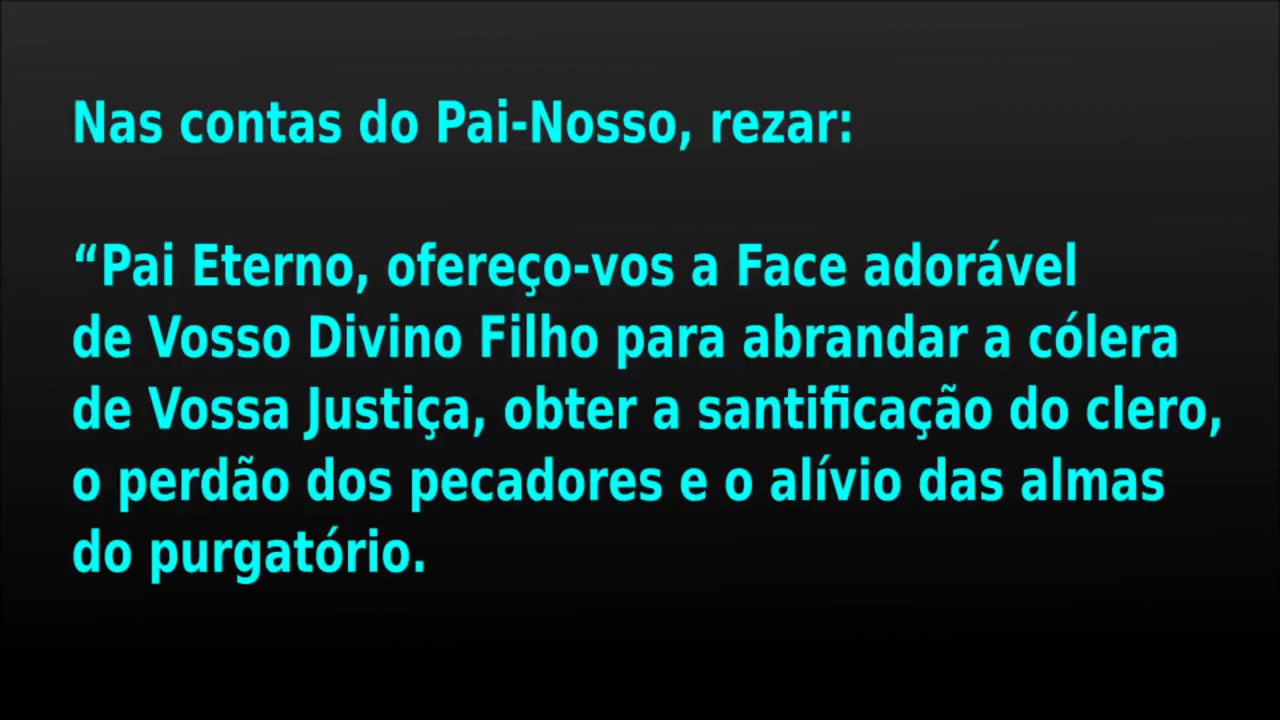 Nas contas do Pai-Nosso, rezar:
“Pai Eterno, ofereço-vos a Face adorável
de Vosso Divino Filho para abrandar a cólera
de Vossa Justiça, obter a santificação do clero,
o perdão dos pecadores e o alívio das almas
do purgatório.